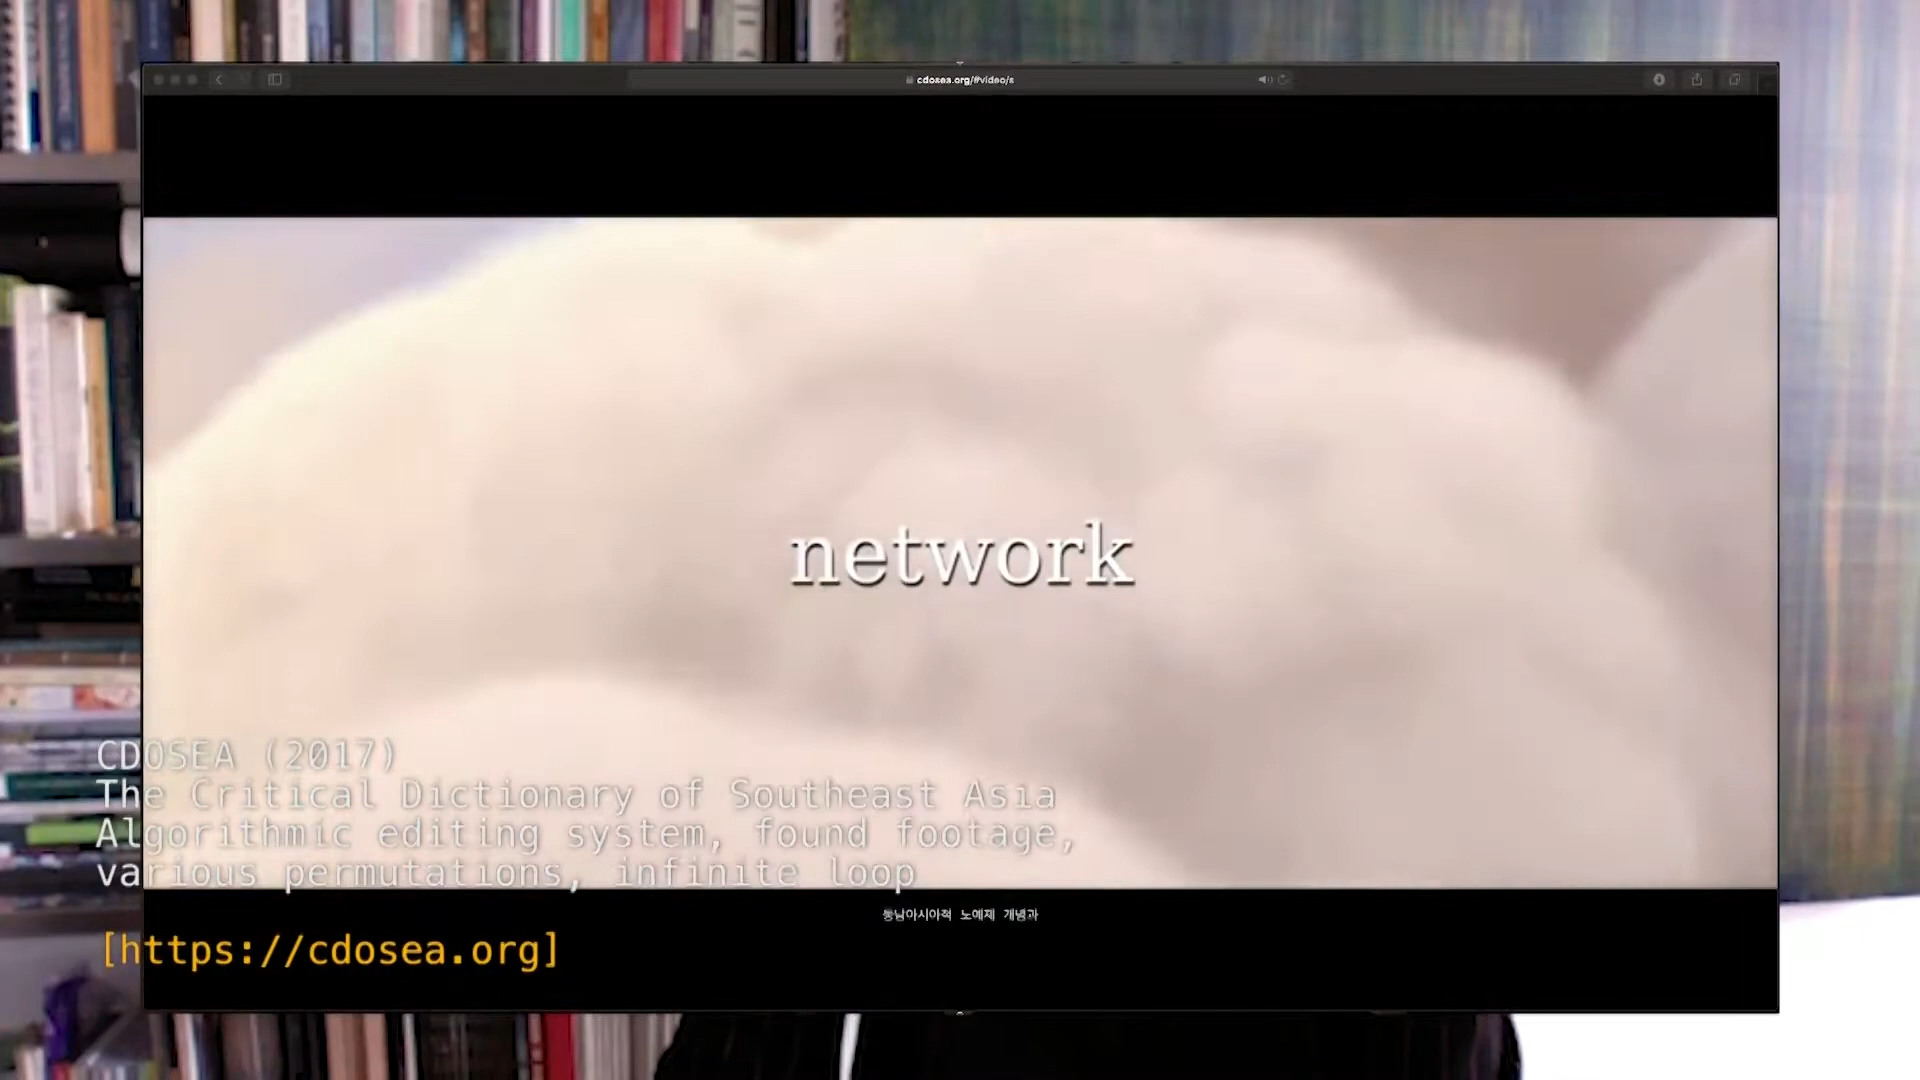 cdosea.org/#video/s
network
CDOSEA (2017)
The Critical Dictionary of Southeast Asia
Algorithmic editing system, found footage,
various permutations, infinite loop
동남아시아적 노예제 개념과
[https://cdosea.org]